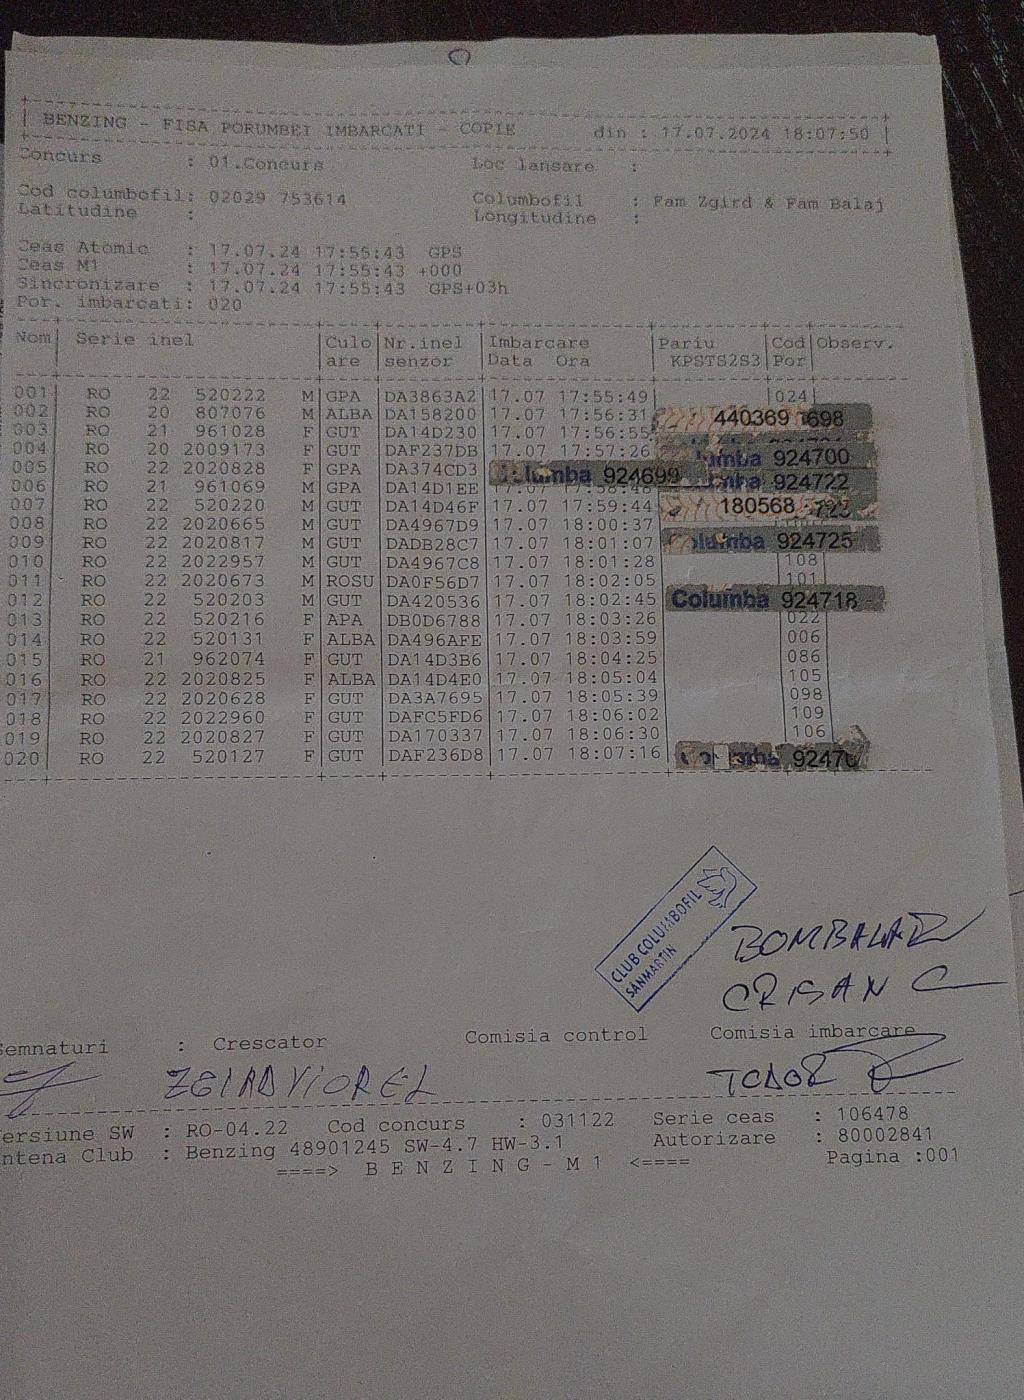 BENZING - FISA PORUMBEI IMBARCATI - COPIE din : 17.07.2024 18:07:50
Concurs : 01.Concurs Loc lansare :
Cod columbofil: 02029 753614 Columbofil : Fam Zgird & Fam Balaj
Latitudine : Longitudine :
Ceas Atomic : 17.07.24 17:55:43 GPS
Ceas M1 : 17.07.24 17:55:43 +000
Sincronizare : 17.07.24 17:55:43 GPS+03h
Por. imbarcati: 020
Nom Serie inel Culo Nr.inel Imbarcare Pariu Cod Observ.
are senzor Data Ora KPSTS2S3 Por
001 RO 22 520222 M GPA DA3863A2 17.07 17:55:49 024
002 RO 20 807076 M ALBA DA158200 17.07 17:56:31 440369 698
003 RO 21 961028 F GUT DA14D230 17.07 17:56:55
004 RO 20 2009173 F GUT DAF237DB 17.07 17:57:26 924700
005 RO 22 2020828 F GPA DA374CD3 924699 924722
006 RO 21 961069 M GPA DA14D1EE 17.07 17:58:48
007 RO 22 520220 M GUT DA14D46F 17.07 17:59:44 180568
008 RO 22 2020665 M GUT DA4967D9 17.07 18:00:37
009 RO 22 2020817 M GUT DADB28C7 17.07 18:01:07 Columba 924725
010 RO 22 2022957 M GUT DA4967C8 17.07 18:01:28 108
011 RO 22 2020673 M ROSU DA0F56D7 17.07 18:02:05 101
012 RO 22 520203 M GUT DA420536 17.07 18:02:45 Columba 924718
013 RO 22 520216 F APA DB0D6788 17.07 18:03:26 022
014 RO 22 520131 F ALBA DA496AFE 17.07 18:03:59 006
015 RO 21 962074 F GUT DA14D3B6 17.07 18:04:25 086
016 RO 22 2020825 F ALBA DA14D4E0 17.07 18:05:04 105
017 RO 22 2020628 F GUT DA3A7695 17.07 18:05:39 098
018 RO 22 2022960 F GUT DAFC5FD6 17.07 18:06:02 109
019 RO 22 2020827 F GUT DA170337 17.07 18:06:30 106
020 RO 22 520127 F GUT DAF236D8 17.07 18:07:16
CLUB COLUMBOFIL
SANMARTIN
CRISAN C
Semnaturi : Crescator Comisia control Comisia imbarcare
Versiune SW : RO-04.22 Cod concurs : 031122 Serie ceas : 106478
Antena Club : Benzing 48901245 SW-4.7 HW-3.1 Autorizare : 80002841
====> B E N Z I N G - M 1 <==== Pagina :001